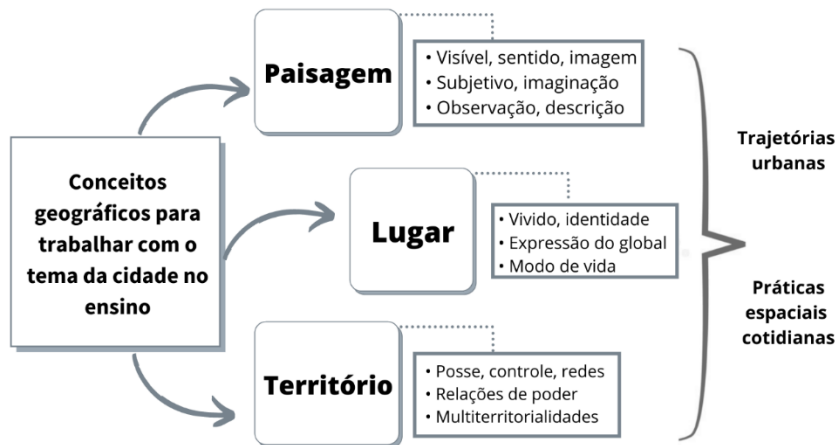 Conceitos
geográficos para
trabalhar com o
tema da cidade no
ensino
Paisagem
• Visível, sentido, imagem
• Subjetivo, imaginação
• Observação, descrição
Lugar
• Vivido, identidade
• Expressão do global
• Modo de vida
Território
• Posse, controle, redes
• Relações de poder
• Multiterritorialidades
Trajetórias
urbanas
Práticas
espaciais
cotidianas